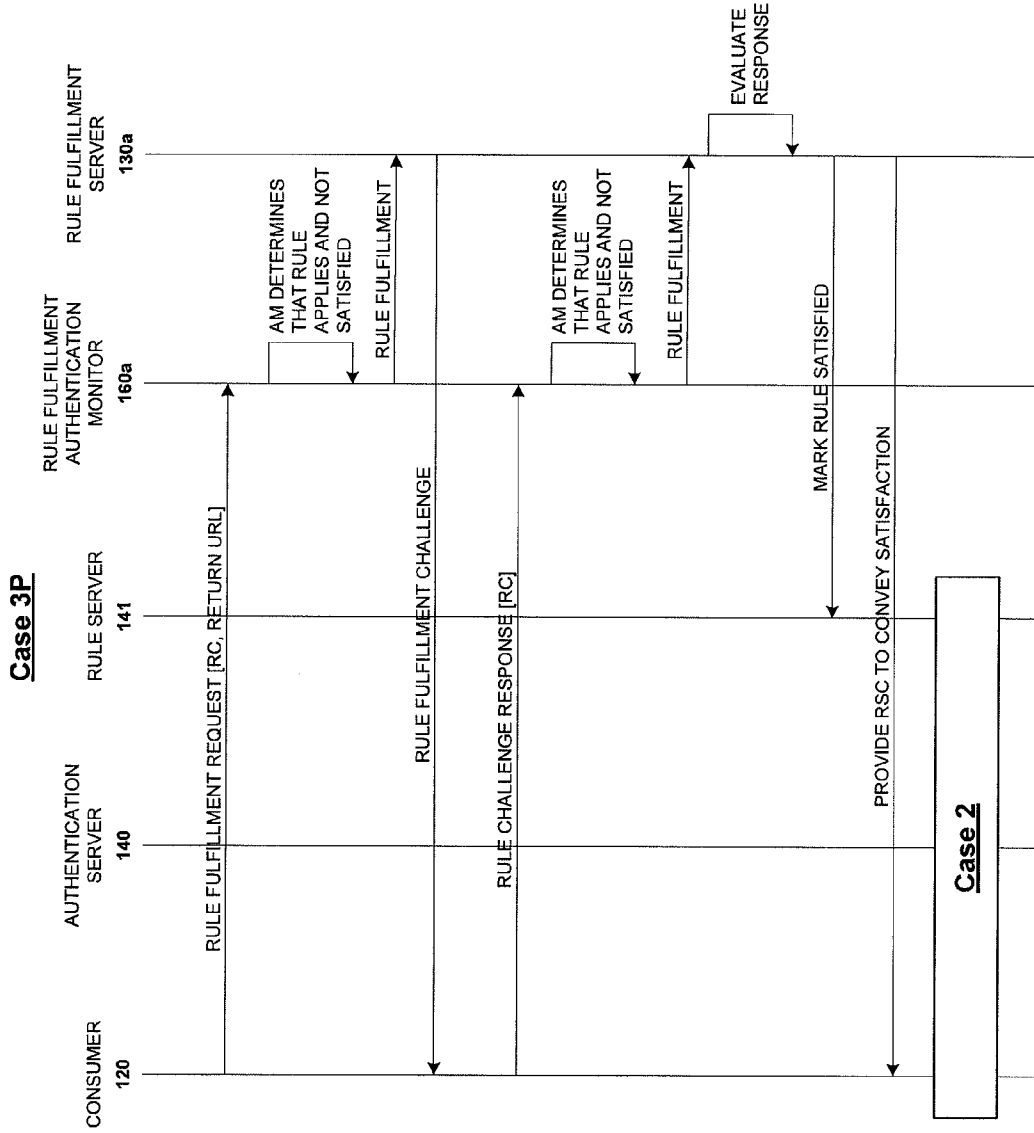 Case 3P
CONSUMER
120
AUTHENTICATION
SERVER
140
RULE SERVER
141
RULE FULFILLMENT
AUTHENTICATION
MONITOR
160a
RULE FULFILLMENT
SERVER
130a
RULE FULFILLMENT REQUEST [RC, RETURN URL]
AM DETERMINES
THAT RULE
APPLIES AND NOT
SATISFIED
RULE FULFILLMENT
RULE FULFILLMENT CHALLENGE
RULE CHALLENGE RESPONSE [RC]
AM DETERMINES
THAT RULE
APPLIES AND NOT
SATISFIED
RULE FULFILLMENT
EVALUATE
RESPONSE
MARK RULE SATISFIED
PROVIDE RSC TO CONVEY SATISFACTION
Case 2